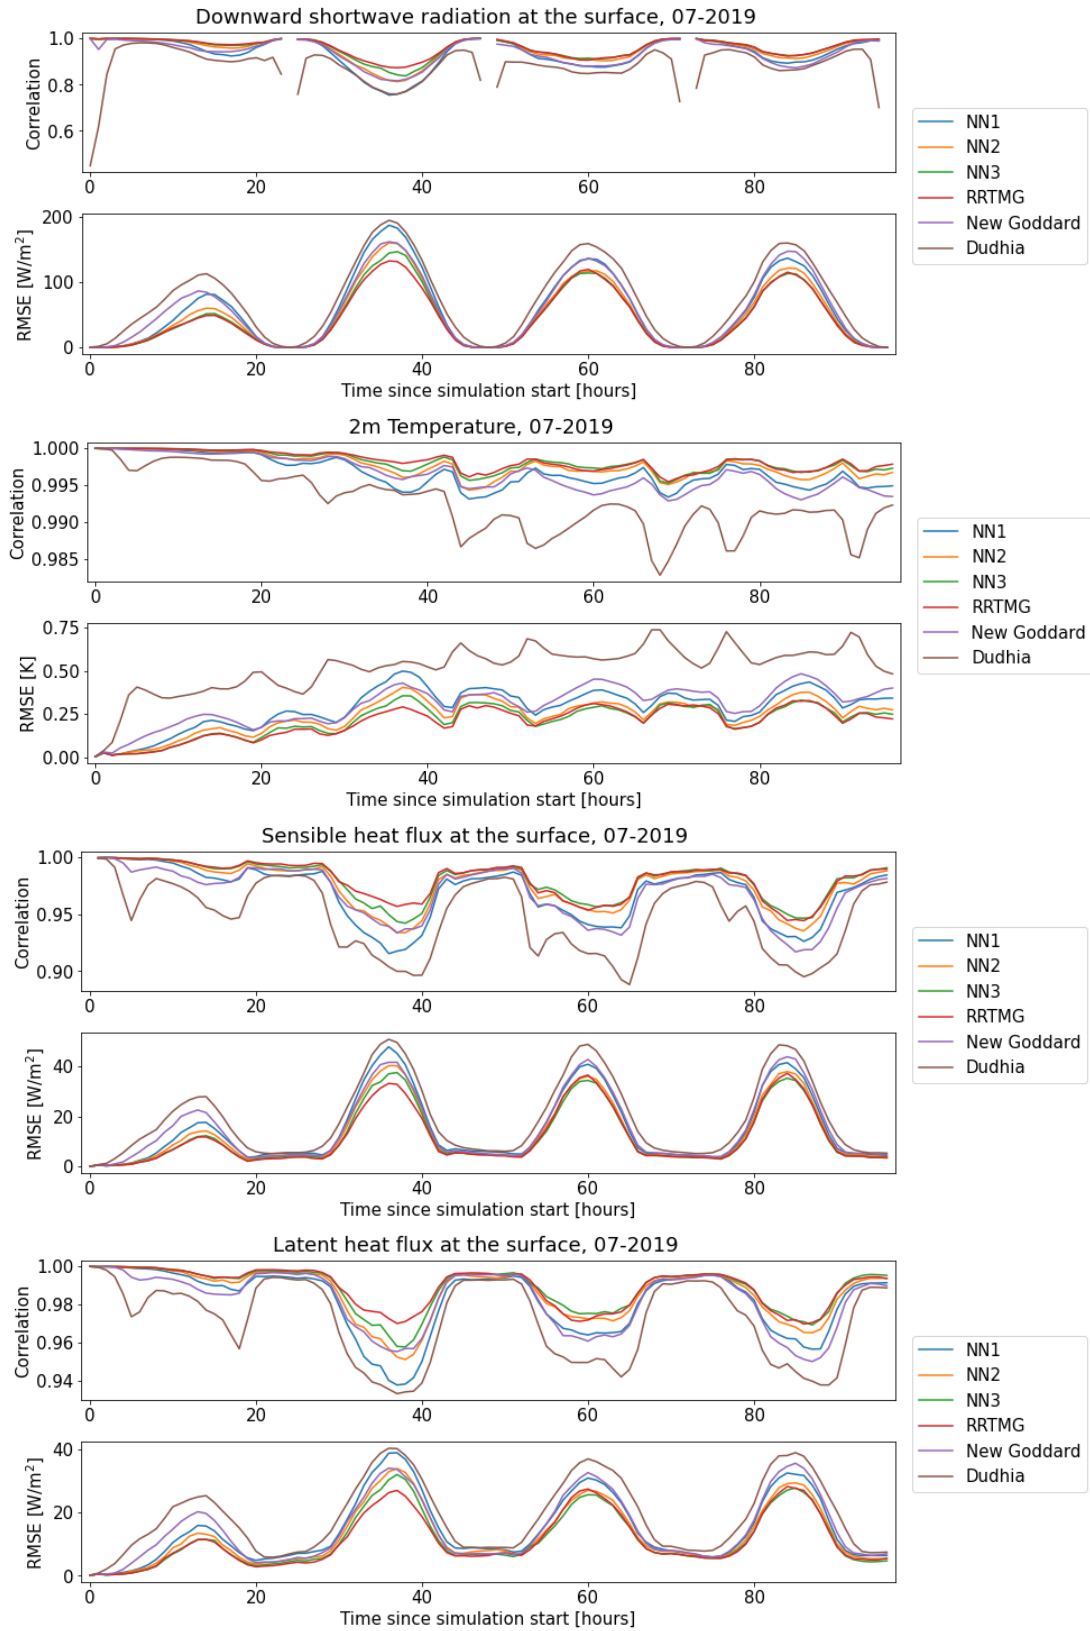 Downward shortwave radiation at the surface, 07-2019
1.0
0.8
0.6
Correlation
0 20 40 60 80
200
100
0
RMSE [W/m²]
0 20 40 60 80
Time since simulation start [hours]
NN1
NN2
NN3
RRTMG
New Goddard
Dudhia
2m Temperature, 07-2019
1.000
0.995
0.990
0.985
Correlation
0 20 40 60 80
0.75
0.50
0.25
0.00
RMSE [K]
0 20 40 60 80
Time since simulation start [hours]
NN1
NN2
NN3
RRTMG
New Goddard
Dudhia
Sensible heat flux at the surface, 07-2019
1.00
0.95
0.90
Correlation
0 20 40 60 80
40
20
0
RMSE [W/m²]
0 20 40 60 80
Time since simulation start [hours]
NN1
NN2
NN3
RRTMG
New Goddard
Dudhia
Latent heat flux at the surface, 07-2019
1.00
0.98
0.96
0.94
Correlation
0 20 40 60 80
40
20
0
RMSE [W/m²]
0 20 40 60 80
Time since simulation start [hours]
NN1
NN2
NN3
RRTMG
New Goddard
Dudhia